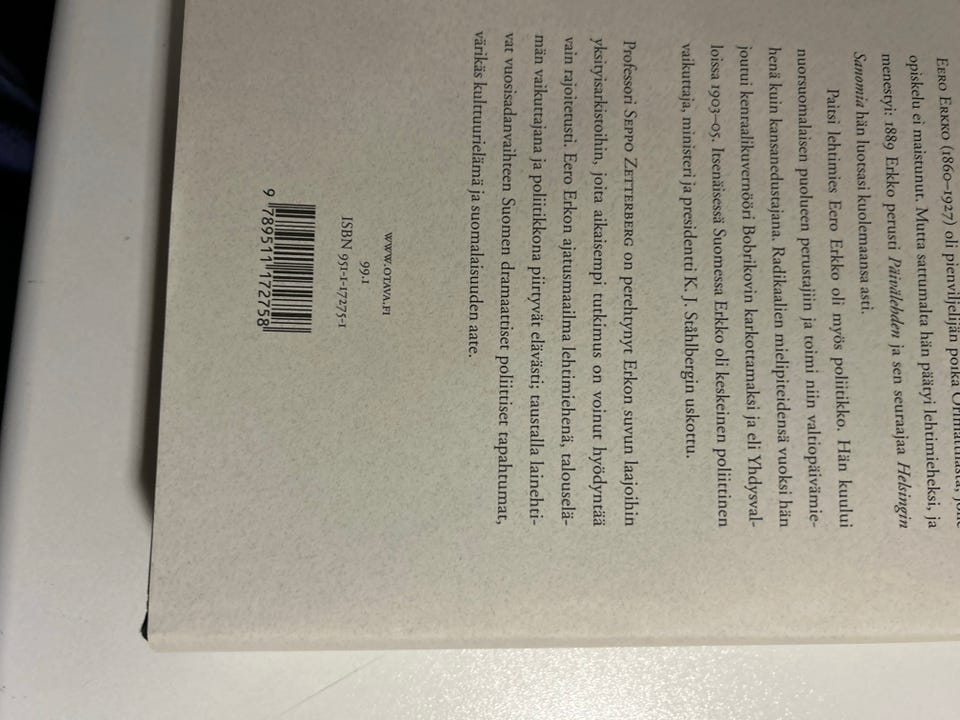 EERO ERKKO (1860–1927) oli pienviljelijän poika Orimattilasta, jolle
opiskelu ei maistunut. Mutta sattumalta hän päätyi lehtimieheksi, ja
menestyi: 1889 Erkko perusti Päivälehden ja sen seuraajaa Helsingin
Sanomia hän luotsasi kuolemaansa asti.
Paitsi lehtimies Eero Erkko oli myös poliitikko. Hän kuului
nuorsuomalaisen puolueen perustajiin ja toimi niin valtiopäivämie-
henä kuin kansanedustajana. Radikaalien mielipiteidensä vuoksi hän
joutui kenraalikuvernööri Bobrikovin karkottamaksi ja eli Yhdysval-
loissa 1903–05. Itsenäisessä Suomessa Erkko oli keskeinen poliittinen
vaikuttaja, ministeri ja presidentti K. J. Ståhlbergin uskottu.
Professori SEPPO ZETTERBERG on perehtynyt Erkon suvun laajoihin
yksityisarkistoihin, joita aikaisempi tutkimus on voinut hyödyntää
vain rajoitetusti. Eero Erkon ajatusmaailma lehtimiehenä, talouselä-
män vaikuttajana ja poliitikkona piirtyvät elävästi; taustalla lainehti-
vat vuosisadanvaihteen Suomen dramaattiset poliittiset tapahtumat,
värikäs kulttuurielämä ja suomalaisuuden aate.
WWW.OTAVA.FI
99.1
ISBN 951-1-17275-1
9 789511 172758